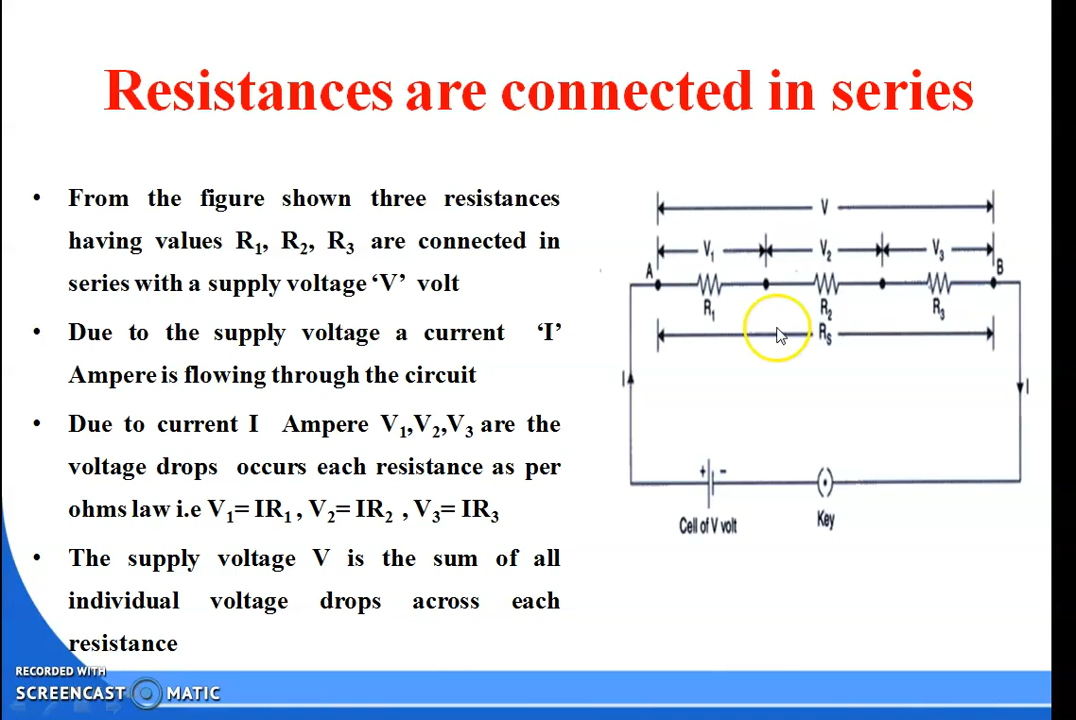 Resistances are connected in series
• From the figure shown three resistances
having values R₁, R₂, R₃ are connected in
series with a supply voltage ‘V’ volt
• Due to the supply voltage a current ‘I’
Ampere is flowing through the circuit
• Due to current I Ampere V₁,V₂,V₃ are the
voltage drops occurs each resistance as per
ohms law i.e V₁= IR₁ , V₂= IR₂ , V₃= IR₃
• The supply voltage V is the sum of all
individual voltage drops across each
resistance
V
V₁ V₂ V₃
A B
R₁ R₂ R₃
Rs
I I
+ -
Cell of V volt Key
RECORDED WITH
SCREENCAST MATIC